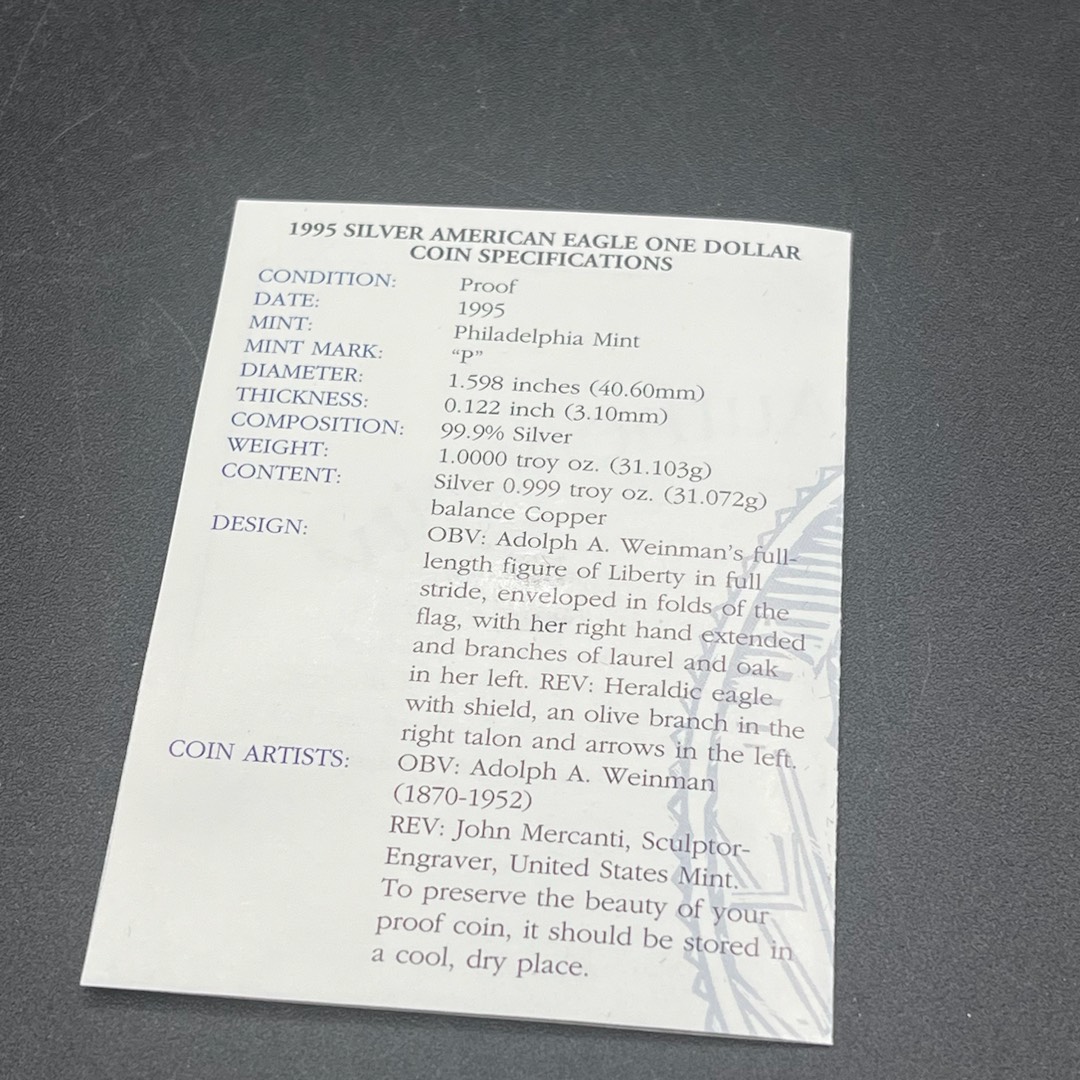 1995 SILVER AMERICAN EAGLE ONE DOLLAR
COIN SPECIFICATIONS
CONDITION: Proof
DATE: 1995
MINT: Philadelphia Mint
MINT MARK: “P”
DIAMETER: 1.598 inches (40.60mm)
THICKNESS: 0.122 inch (3.10mm)
COMPOSITION: 99.9% Silver
WEIGHT: 1.0000 troy oz. (31.103g)
CONTENT: Silver 0.999 troy oz. (31.072g)
balance Copper
DESIGN: OBV: Adolph A. Weinman’s full-
length figure of Liberty in full
stride, enveloped in folds of the
flag, with her right hand extended
and branches of laurel and oak
in her left. REV: Heraldic eagle
with shield, an olive branch in the
right talon and arrows in the left.
COIN ARTISTS: OBV: Adolph A. Weinman
(1870-1952)
REV: John Mercanti, Sculptor-
Engraver, United States Mint.
To preserve the beauty of your
proof coin, it should be stored in
a cool, dry place.